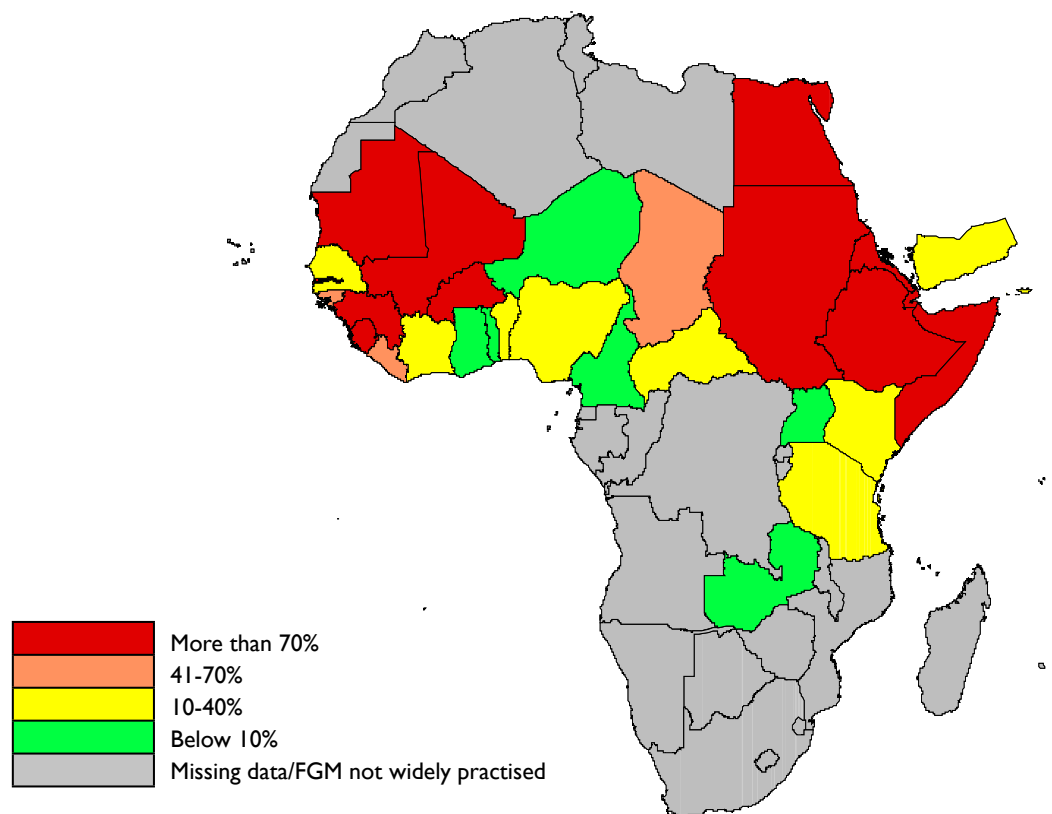 More than 70%
41-70%
10-40%
Below 10%
Missing data/FGM not widely practised